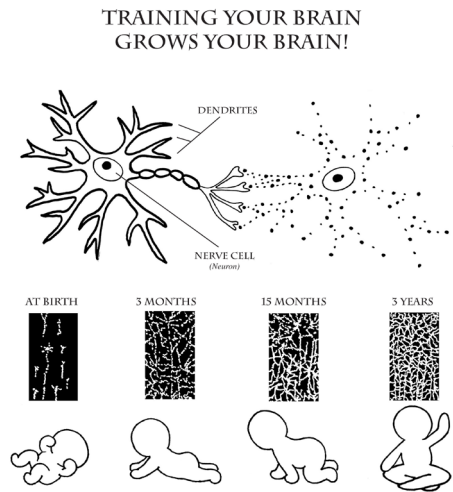 TRAINING YOUR BRAIN
GROWS YOUR BRAIN!
DENDRITES
NERVE CELL
(Neuron)
AT BIRTH
3 MONTHS
15 MONTHS
3 YEARS